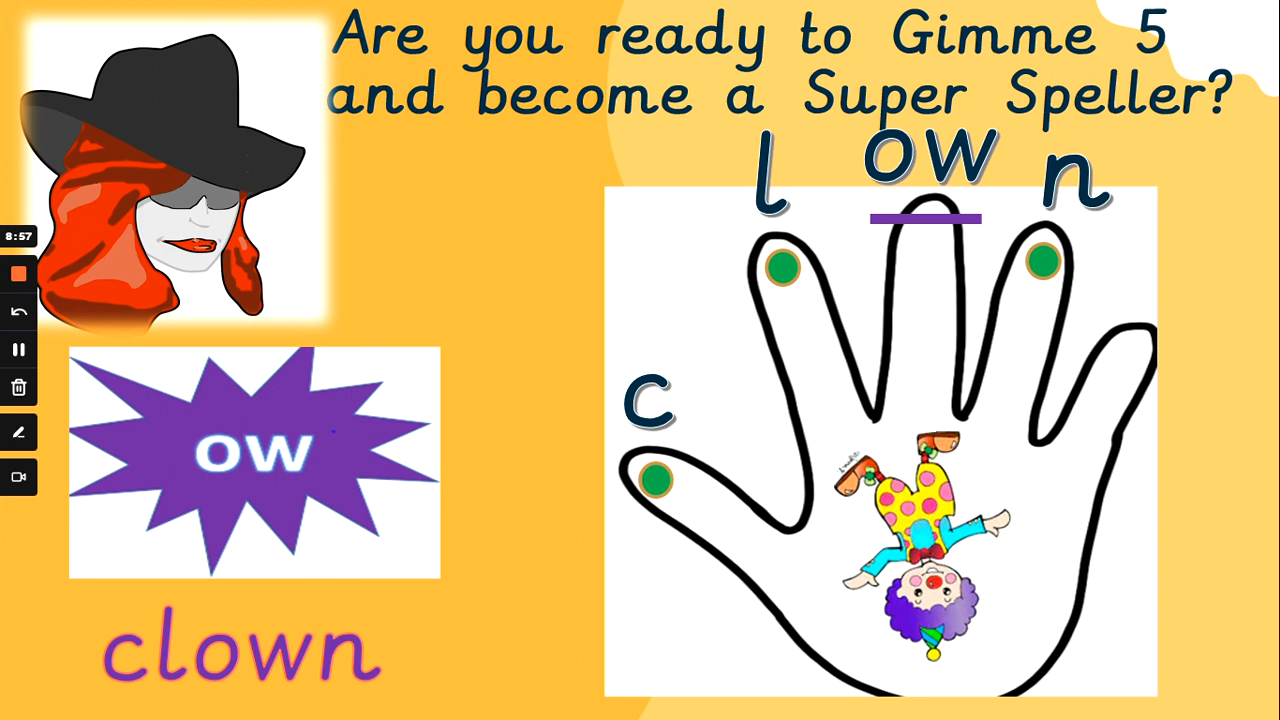 Are you ready to Gimme 5
and become a Super Speller?
l ow n
c
8:57
ow
clown